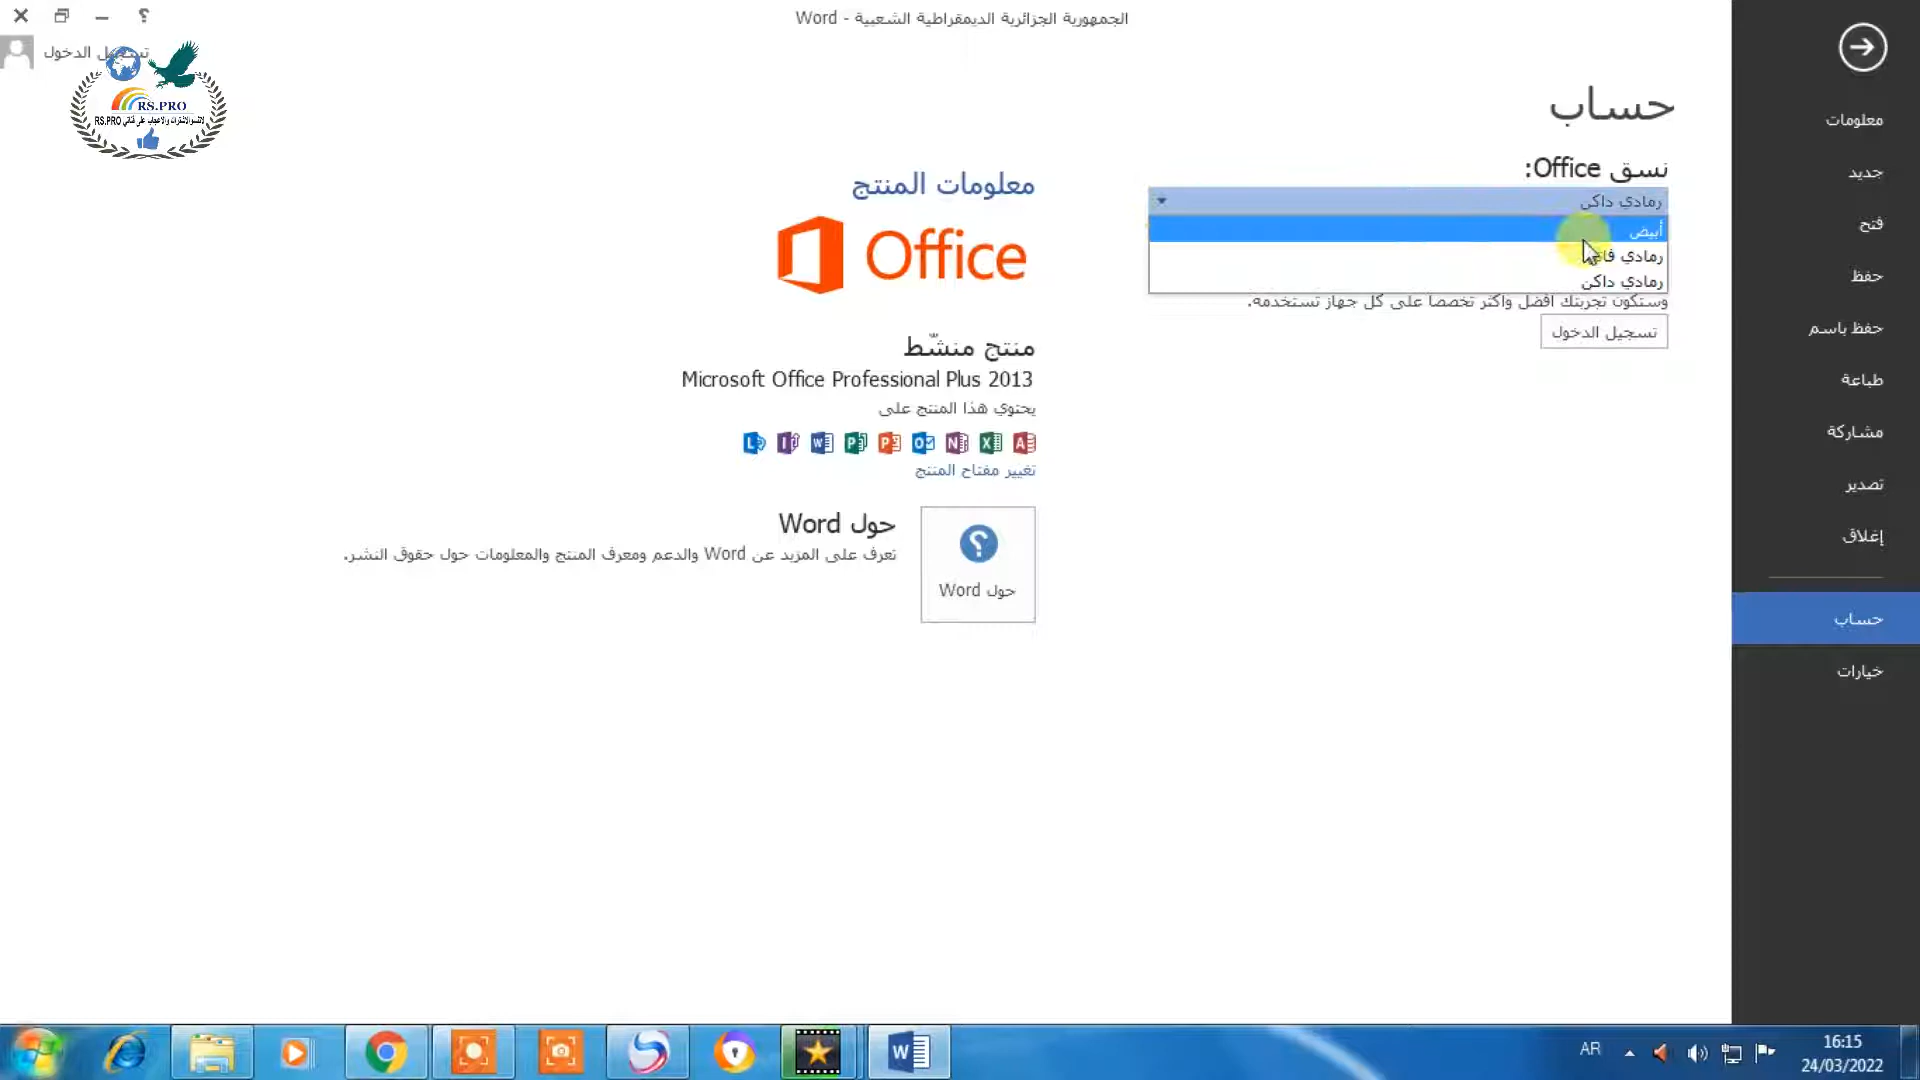 الجمهورية الجزائرية الديمقراطية الشعبية - Word
تسجيل الدخول
RS.PRO
حساب
نسق Office:
رمادي داكن
أبيض
رمادي
رمادي داكن
وستكون تجربتك أفضل وأكثر تخصصاً على كل جهاز تستخدمه.
تسجيل الدخول
معلومات المنتج
Office
منتج منشّط
Microsoft Office Professional Plus 2013
يحتوي هذا المنتج على
تغيير مفتاح المنتج
حول Word
تعرف على المزيد عن Word والدعم ومعرف المنتج والمعلومات حول حقوق النشر.
حول Word
معلومات
جديد
فتح
حفظ
حفظ باسم
طباعة
مشاركة
تصدير
إغلاق
حساب
خيارات
AR
16:15
24/03/2022